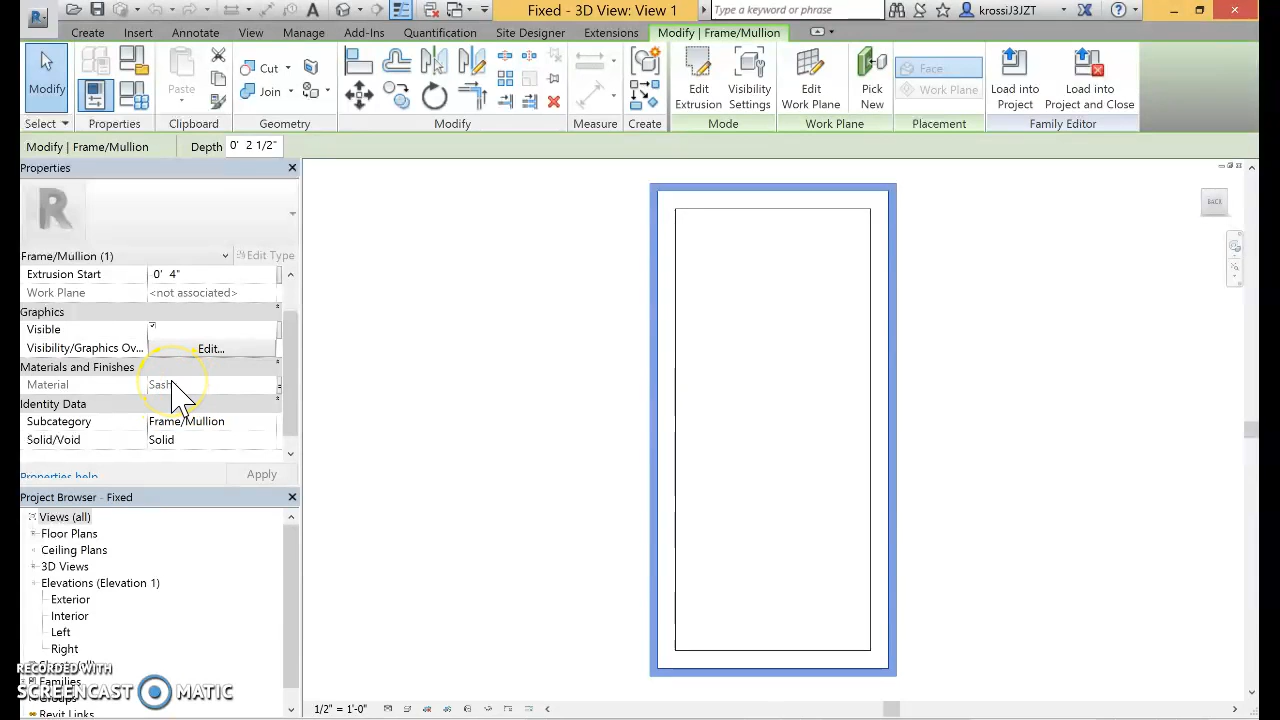 Fixed - 3D View: View 1
Type a keyword or phrase
krossiJ3JZT
Create Insert Annotate View Manage Add-Ins Quantification Site Designer Extensions Modify | Frame/Mullion
Modify
Paste
Cut
Join
Edit Extrusion
Visibility Settings
Edit Work Plane
Pick New
Face
Work Plane
Load into Project
Load into Project and Close
Select Properties Clipboard Geometry Modify Measure Create Mode Work Plane Placement Family Editor
Modify | Frame/Mullion Depth 0' 2 1/2"
Properties
R
Frame/Mullion (1) Edit Type
Extrusion Start 0' 4"
Work Plane <not associated>
Graphics
Visible
Visibility/Graphics Ov... Edit...
Materials and Finishes
Material Sash
Identity Data
Subcategory Frame/Mullion
Solid/Void Solid
Properties help Apply
Project Browser - Fixed
Views (all)
Floor Plans
Ceiling Plans
3D Views
Elevations (Elevation 1)
Exterior
Interior
Left
Right
Families
Groups
Revit Links
RECORDED WITH
SCREENCAST MATIC
BACK
1/2" = 1'-0"